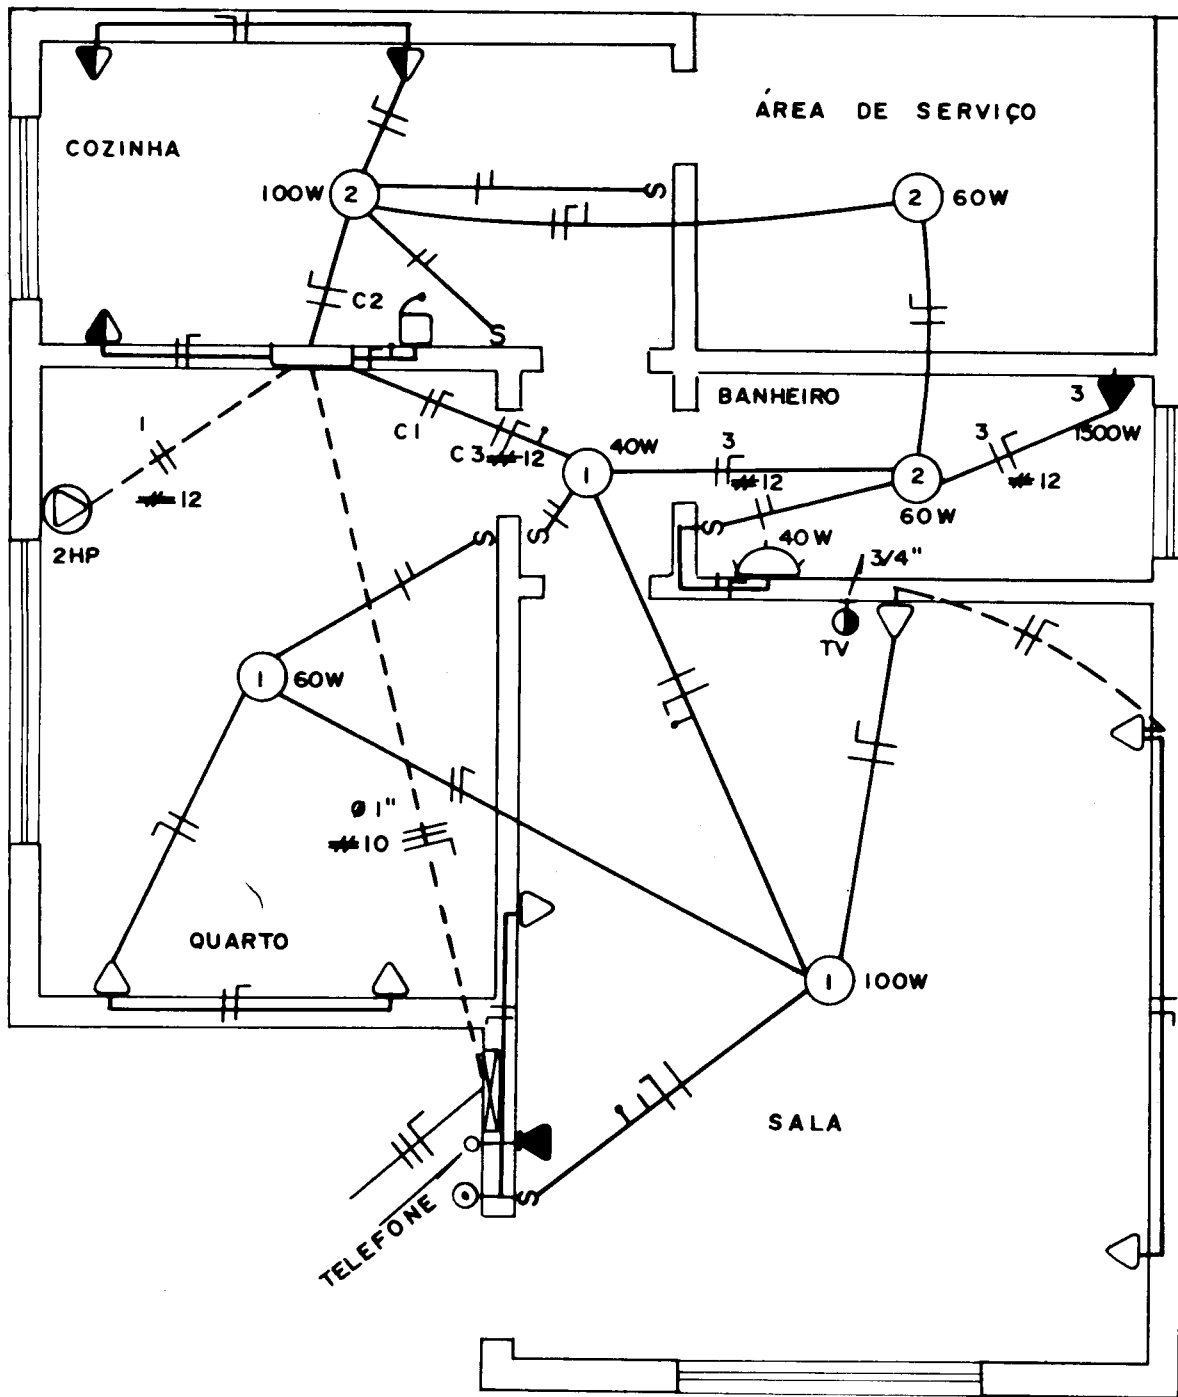 ÁREA DE SERVIÇO
COZINHA
100W
2
2
60W
S
C2
S
BANHEIRO
3
1
C1
40W
3
3
1500W
C3 #12
1
#12
2
#12
#12
60W
2HP
S
S
S
40W
3/4"
TV
1
60W
Ø1"
#10
QUARTO
1
100W
SALA
S
TELEFONE